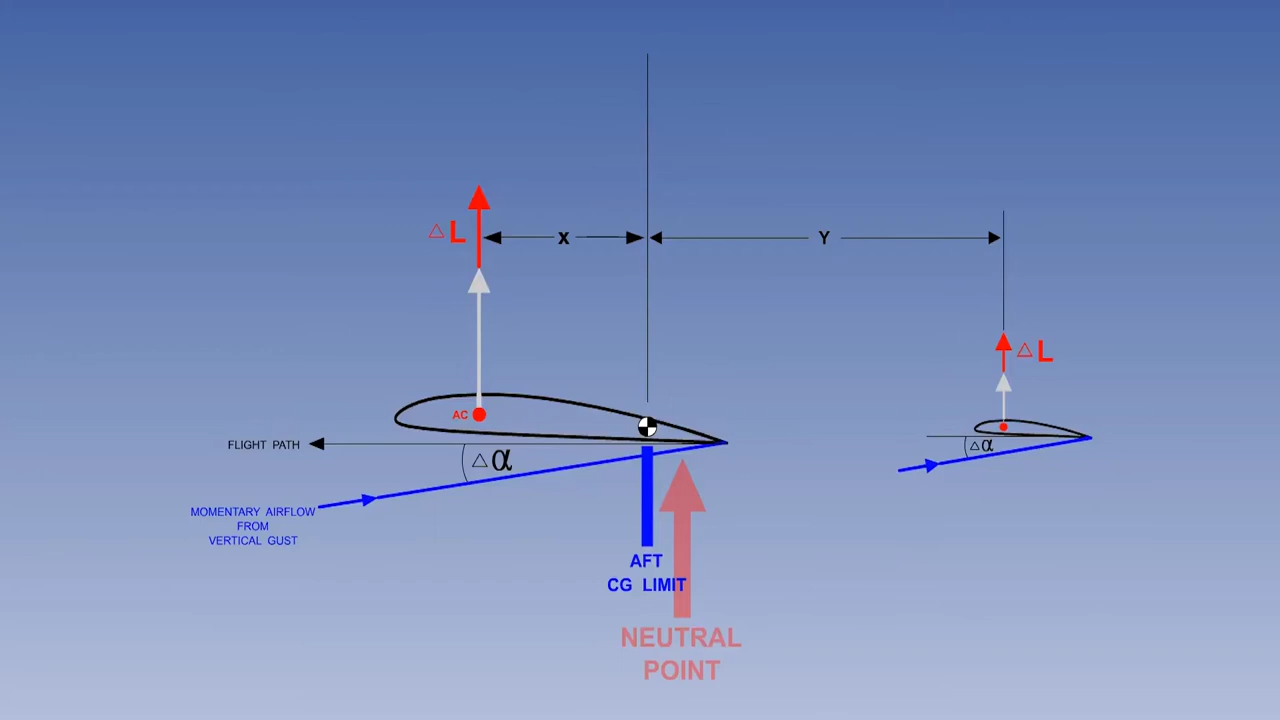 △L
x
Y
△L
AC
FLIGHT PATH
△α
△α
MOMENTARY AIRFLOW
FROM
VERTICAL GUST
AFT
CG LIMIT
NEUTRAL
POINT